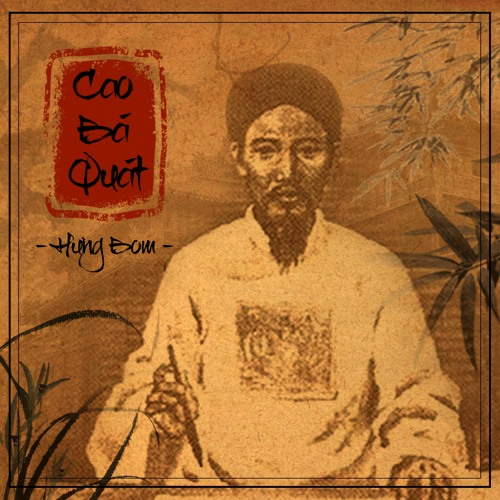 Cao
Bá
Quát
- Hưng Bom -